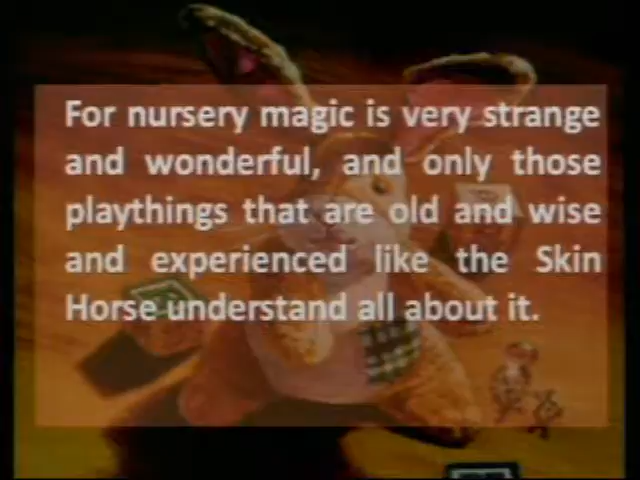 For nursery magic is very strange
and wonderful, and only those
playthings that are old and wise
and experienced like the Skin
Horse understand all about it.